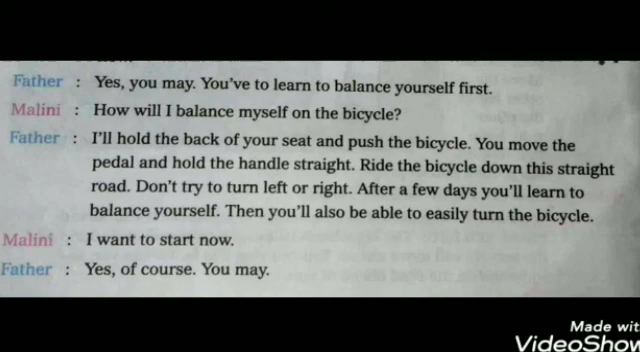 Father : Yes, you may. You've to learn to balance yourself first.
Malini : How will I balance myself on the bicycle?
Father : I'll hold the back of your seat and push the bicycle. You move the
pedal and hold the handle straight. Ride the bicycle down this straight
road. Don't try to turn left or right. After a few days you'll learn to
balance yourself. Then you'll also be able to easily turn the bicycle.
Malini : I want to start now.
Father : Yes, of course. You may.
Made wit
VideoShow